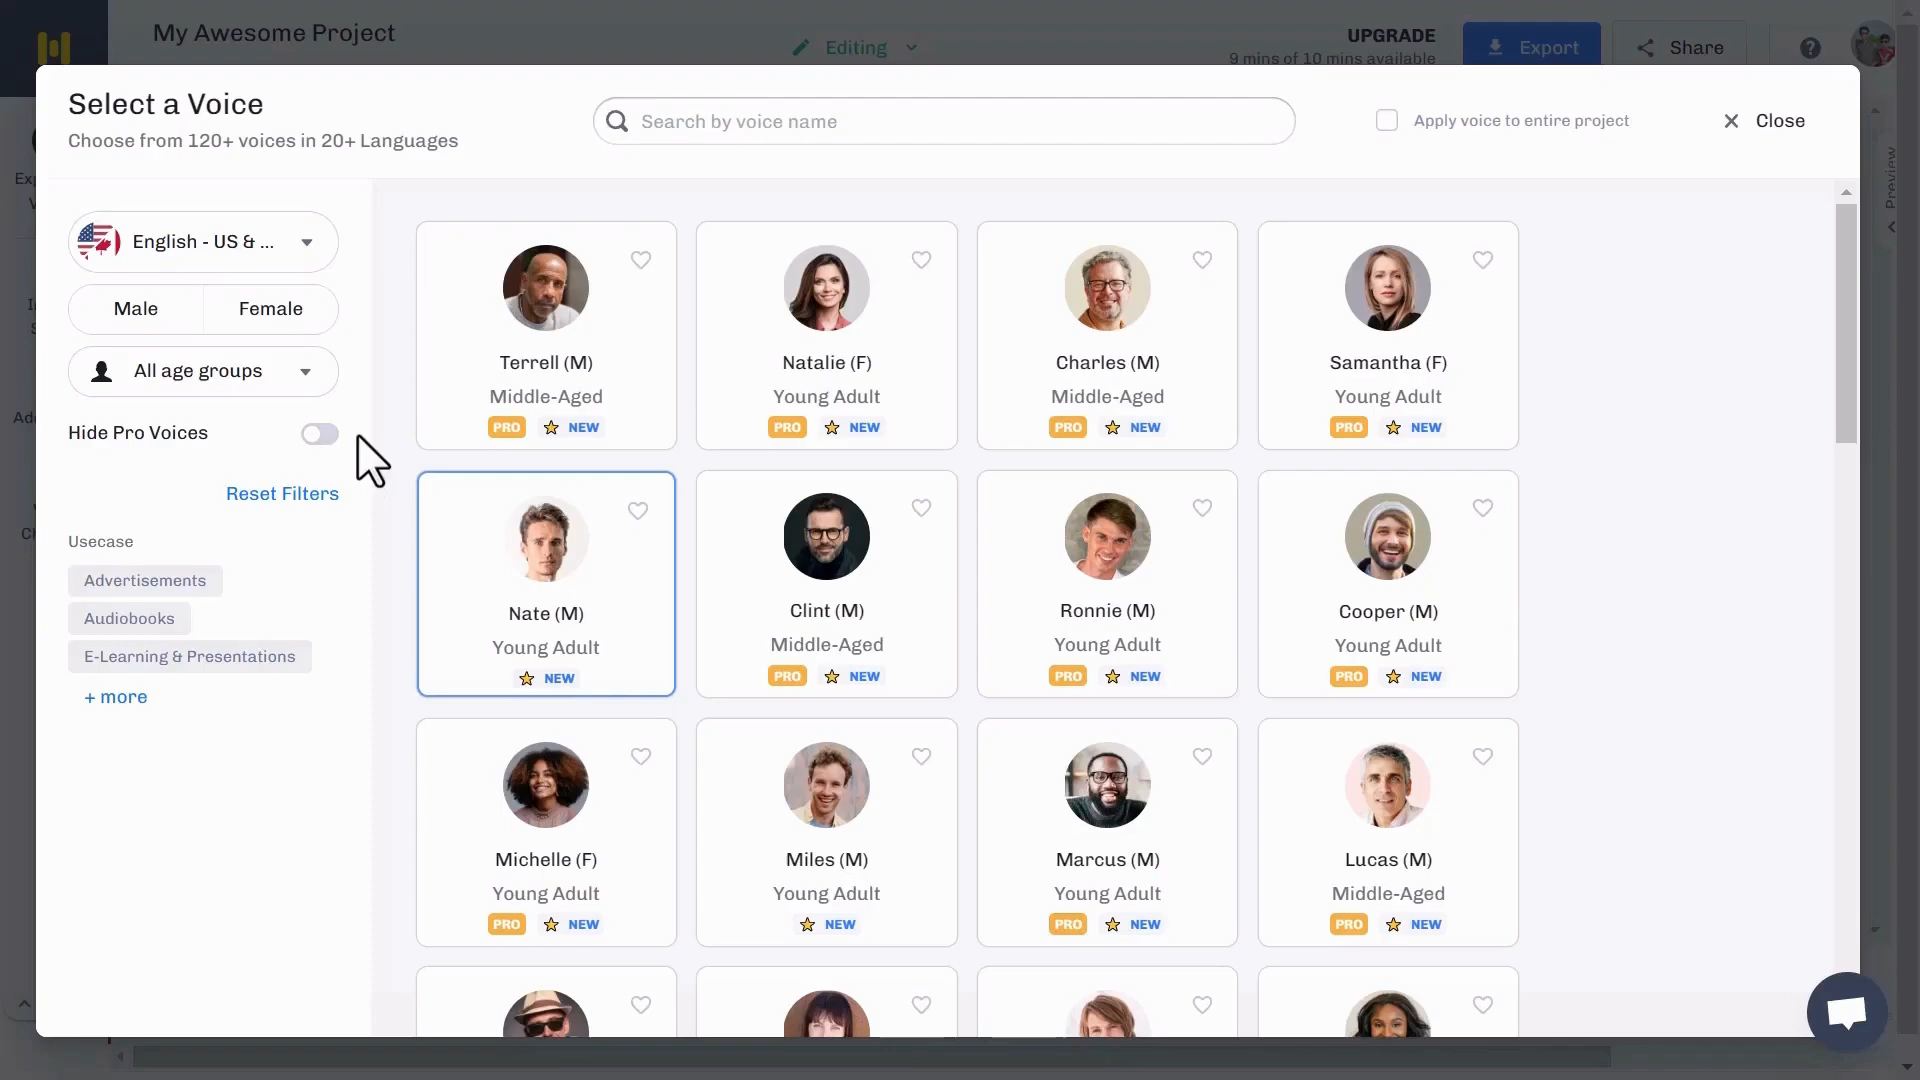 My Awesome Project
Editing
UPGRADE
9 mins of 10 mins available
Export
Share
?
Select a Voice
Choose from 120+ voices in 20+ Languages
Search by voice name
Apply voice to entire project
Close
Preview
English - US & ...
Male
Female
All age groups
Hide Pro Voices
Reset Filters
Usecase
Advertisements
Audiobooks
E-Learning & Presentations
+ more
Terrell (M)
Middle-Aged
PRO NEW
Natalie (F)
Young Adult
PRO NEW
Charles (M)
Middle-Aged
PRO NEW
Samantha (F)
Young Adult
PRO NEW
Nate (M)
Young Adult
NEW
Clint (M)
Middle-Aged
PRO NEW
Ronnie (M)
Young Adult
PRO NEW
Cooper (M)
Young Adult
PRO NEW
Michelle (F)
Young Adult
PRO NEW
Miles (M)
Young Adult
NEW
Marcus (M)
Young Adult
PRO NEW
Lucas (M)
Middle-Aged
PRO NEW